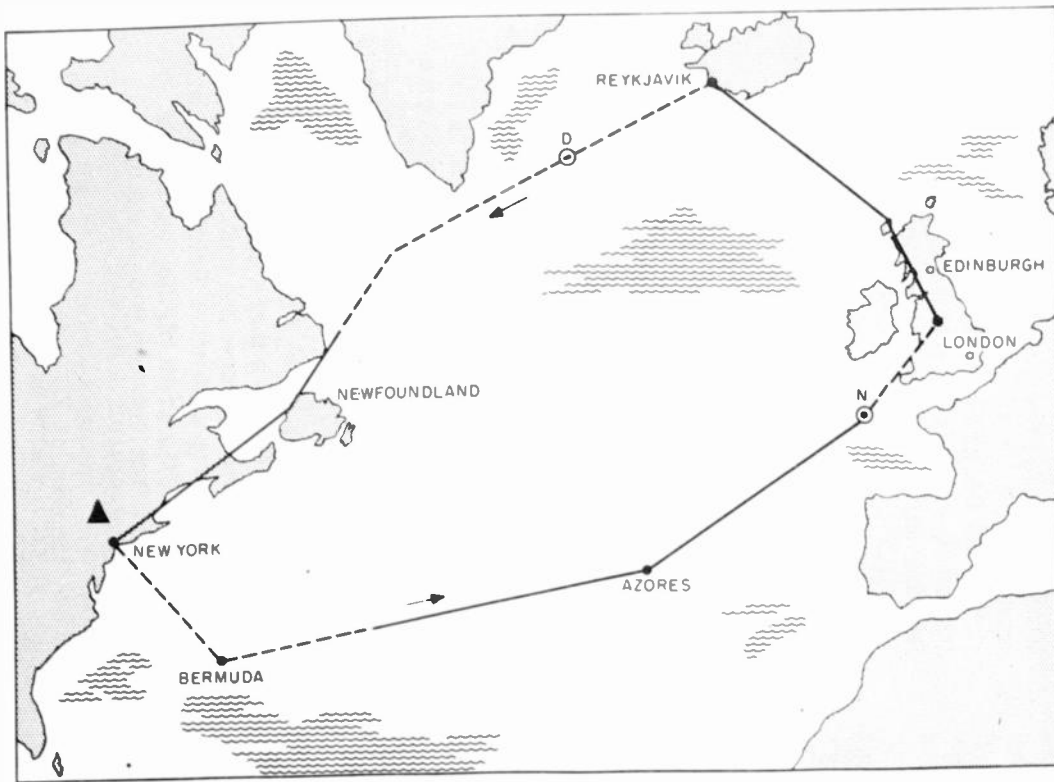 REYKJAVIK
D
EDINBURGH
LONDON
NEWFOUNDLAND
N
NEW YORK
AZORES
BERMUDA